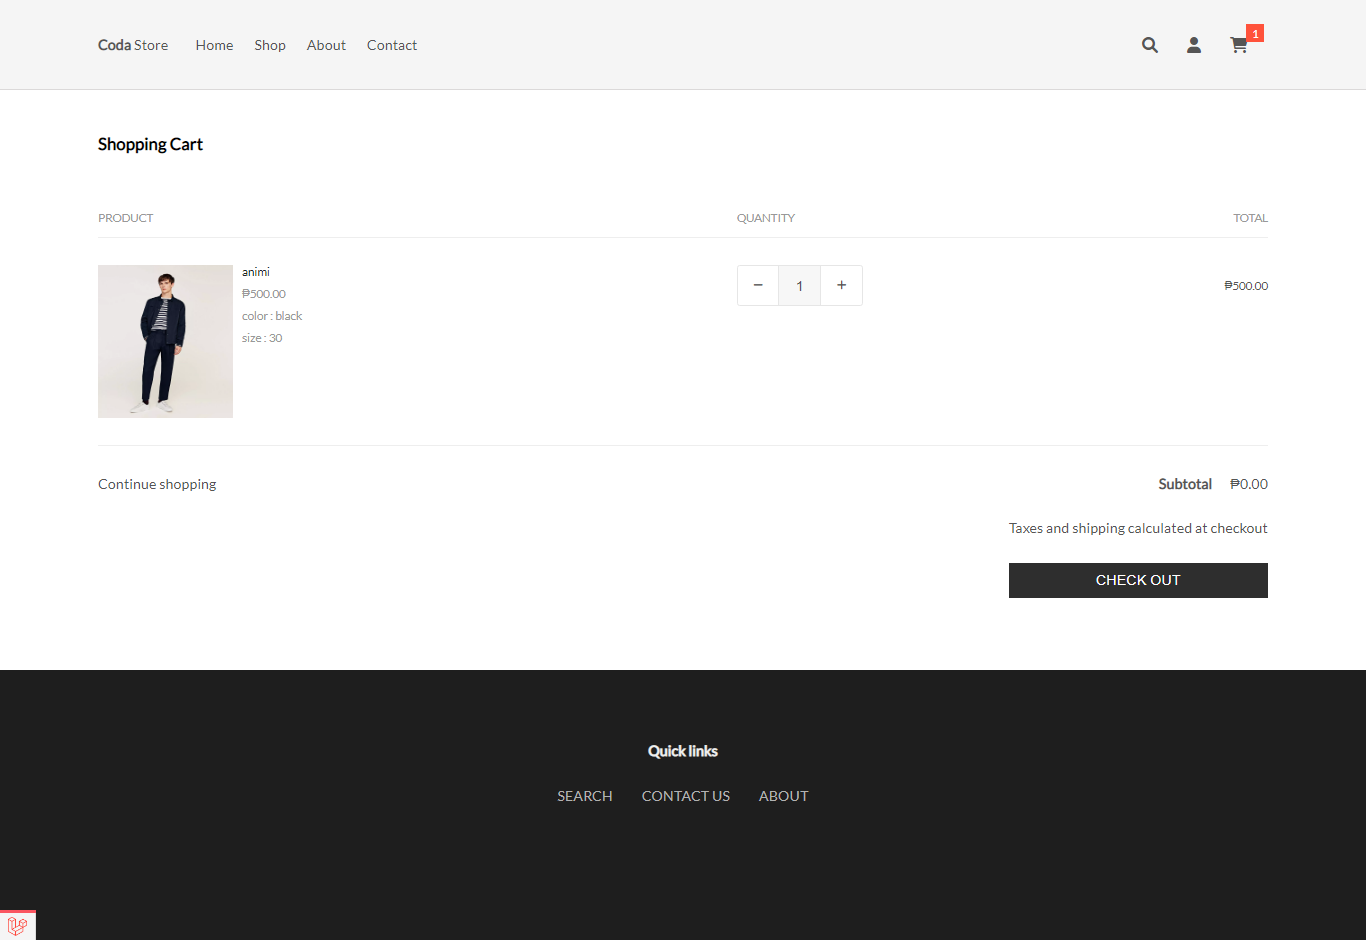 Coda Store Home Shop About Contact 1
Shopping Cart
PRODUCT QUANTITY TOTAL
animi
₱500.00
color : black
size : 30
− 1 +
₱500.00
Continue shopping
Subtotal ₱0.00
Taxes and shipping calculated at checkout
CHECK OUT
Quick links
SEARCH CONTACT US ABOUT